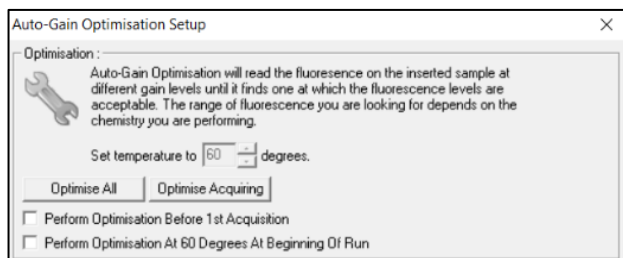 Auto-Gain Optimisation Setup
Optimisation :
Auto-Gain Optimisation will read the fluoresence on the inserted sample at
different gain levels until it finds one at which the fluorescence levels are
acceptable. The range of fluorescence you are looking for depends on the
chemistry you are performing.
Set temperature to 60 degrees.
Optimise All Optimise Acquiring
Perform Optimisation Before 1st Acquisition
Perform Optimisation At 60 Degrees At Beginning Of Run